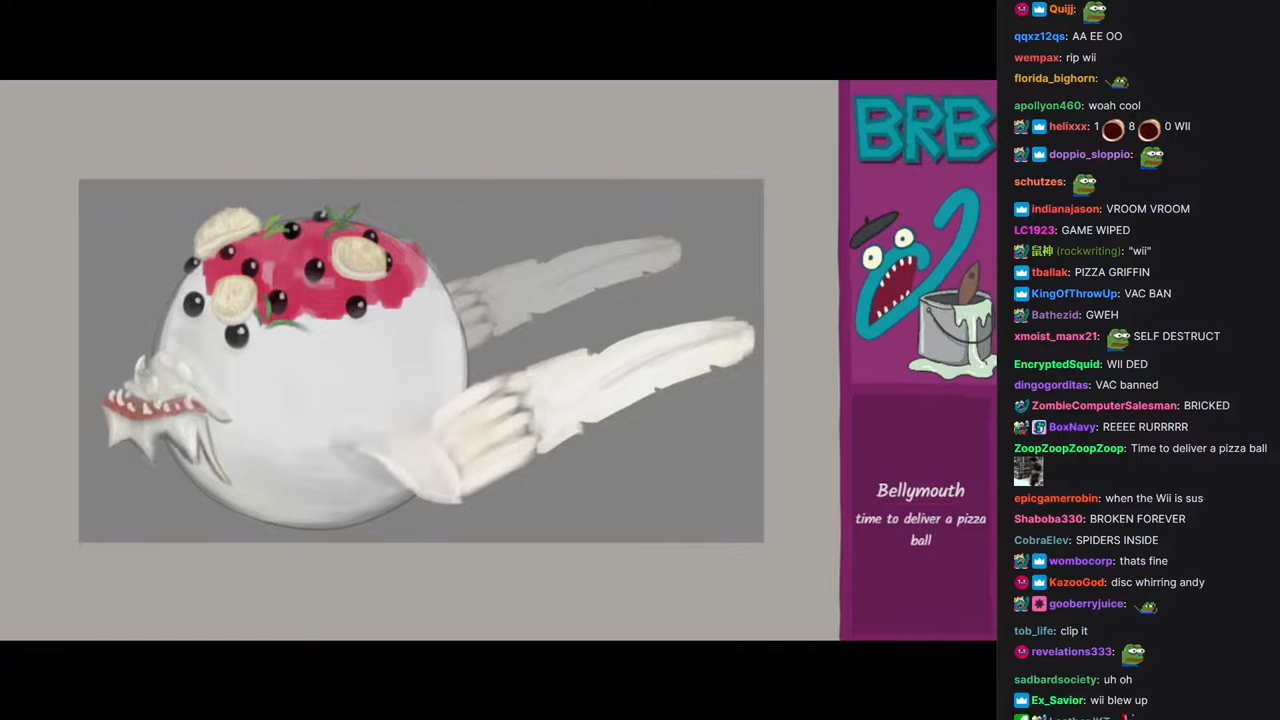 BRB
Bellymouth
time to deliver a pizza
ball
Quijj:
qqxz12qs: AA EE OO
wempax: rip wii
florida_bighorn:
apollyon460: woah cool
helixxx: 1 8 0 WII
doppio_sloppio:
schutzes:
indianajason: VROOM VROOM
LC1923: GAME WIPED
鼠神 (rockwriting): "wii"
tballak: PIZZA GRIFFIN
KingOfThrowUp: VAC BAN
Bathezid: GWEH
xmoist_manx21: SELF DESTRUCT
EncryptedSquid: WII DED
dingogorditas: VAC banned
ZombieComputerSalesman: BRICKED
BoxNavy: REEEE RURRRRR
ZoopZoopZoopZoop: Time to deliver a pizza ball
epicgamerrobin: when the Wii is sus
Shaboba330: BROKEN FOREVER
CobraElev: SPIDERS INSIDE
wombocorp: thats fine
KazooGod: disc whirring andy
gooberryjuice:
tob_life: clip it
revelations333:
sadbardsociety: uh oh
Ex_Savior: wii blew up